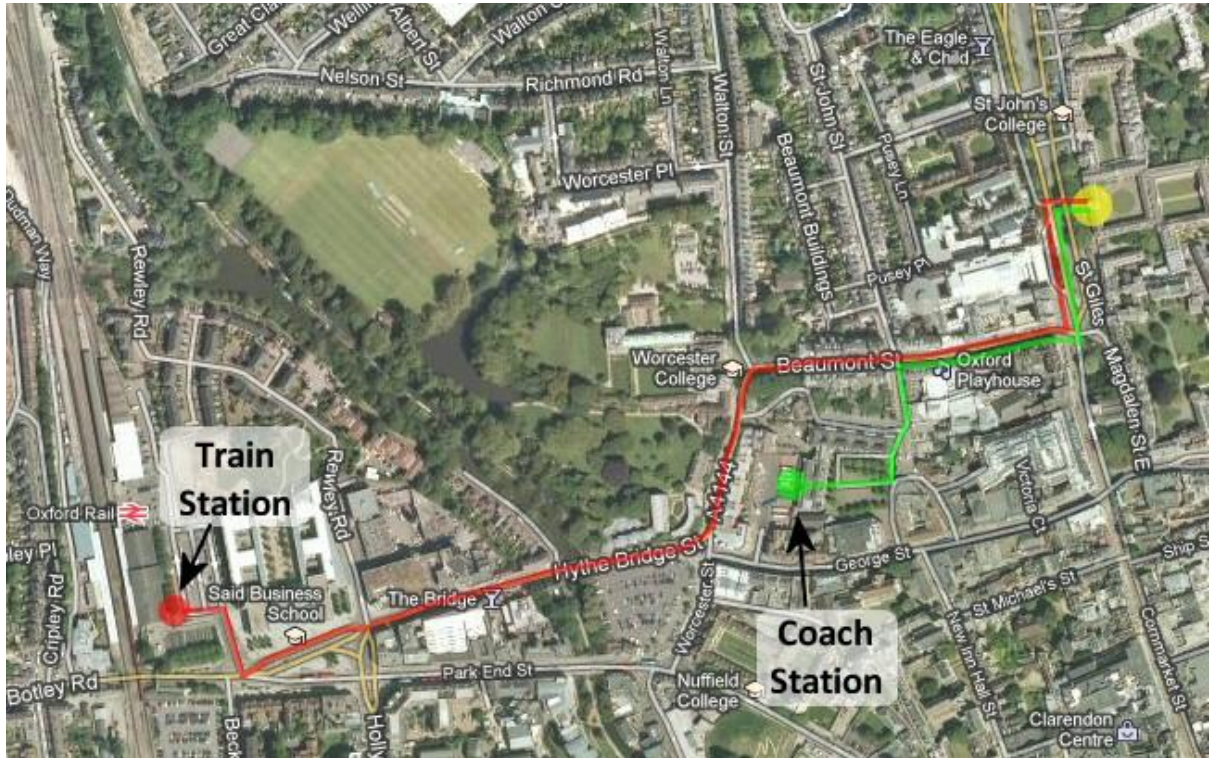 Great Cla
Wellin
Albert St
Walton C
The Eagle
& Child
Nelson St
Richmond Rd
Walton Ln
Walton St
St John St
St John's
College
Beaumont Buildings
Pusey Ln
Worcester Pl
Rewley Rd
Pusey Pl
St Giles
Worcester
College
Beaumont St
Oxford
Playhouse
Magdalen St E
Train
Station
Oxford Rail
Rewley Rd
A4144
Victoria Ct
Hythe Bridge St
George St
Ship S
Cripley Rd
Said Business
School
The Bridge
Worcester St
St Michael's St
Coach
Station
New Inn Hall St
Cornmarket St
Botley Rd
Park End St
Nuffield
College
Beck
Holly
Clarendon
Centre